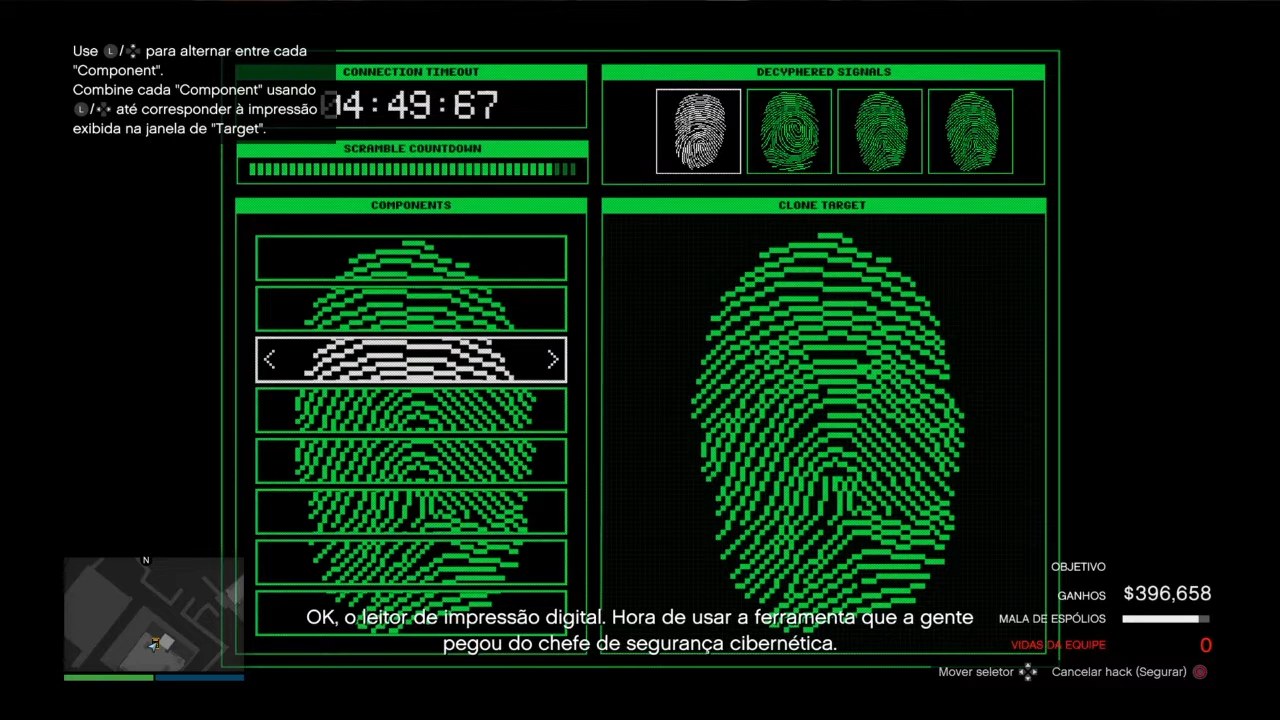 Use L/ para alternar entre cada
"Component".
Combine cada "Component" usando
L/ até corresponder à impressão
exibida na janela de "Target".
CONNECTION TIMEOUT
04:49:67
SCRAMBLE COUNTDOWN
DECYPHERED SIGNALS
COMPONENTS
CLONE TARGET
< >
N
OK, o leitor de impressão digital. Hora de usar a ferramenta que a gente
pegou do chefe de segurança cibernética.
OBJETIVO
GANHOS $396,658
MALA DE ESPÓLIOS
VIDAS DA EQUIPE 0
Mover seletor Cancelar hack (Segurar)